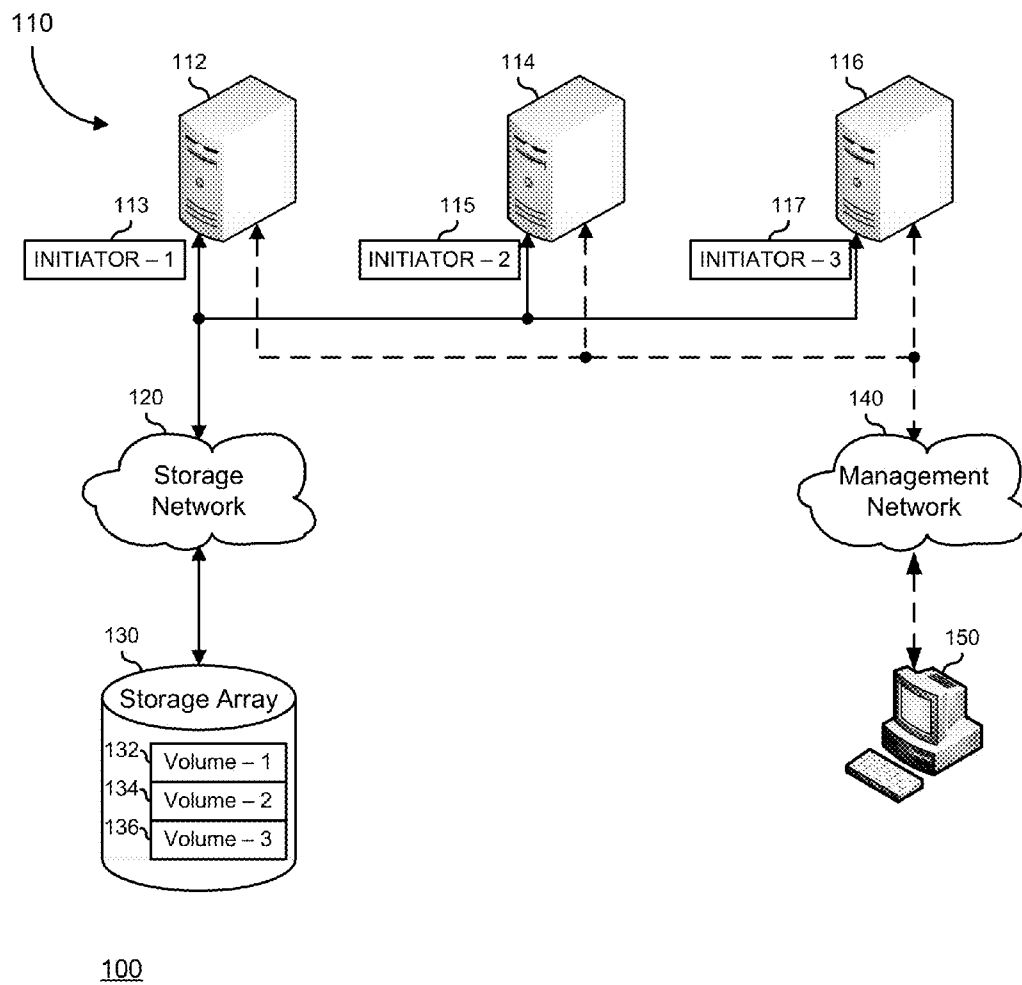 110
112
114
116
113
115
117
INITIATOR – 1
INITIATOR – 2
INITIATOR – 3
120
140
Storage
Network
Management
Network
130
150
Storage Array
132
Volume – 1
134
Volume – 2
136
Volume – 3
100